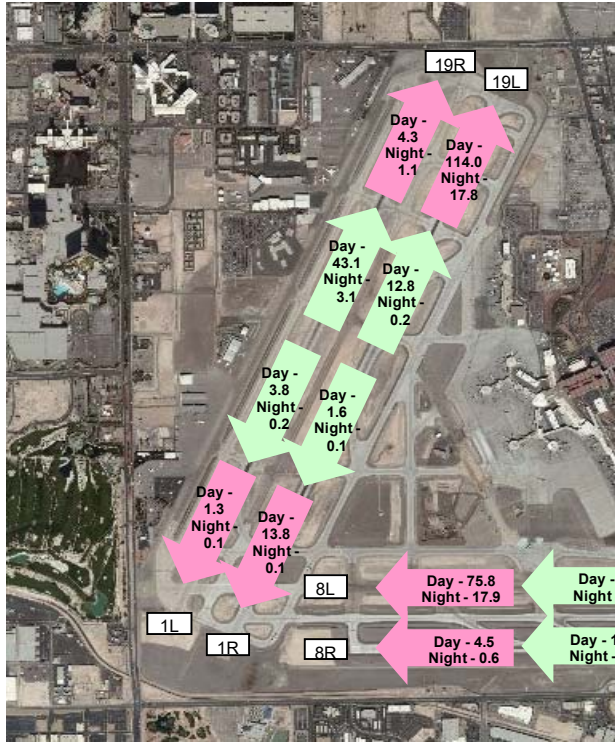 19R
19L
Day -
4.3
Night -
1.1
Day -
114.0
Night -
17.8
Day -
43.1
Night -
3.1
Day -
12.8
Night -
0.2
Day -
3.8
Night -
0.2
Day -
1.6
Night -
0.1
Day -
1.3
Night -
0.1
Day -
13.8
Night -
0.1
8L
Day - 75.8
Night - 17.9
Day -
Night
1L
1R
8R
Day - 4.5
Night - 0.6
Day - 1
Night -